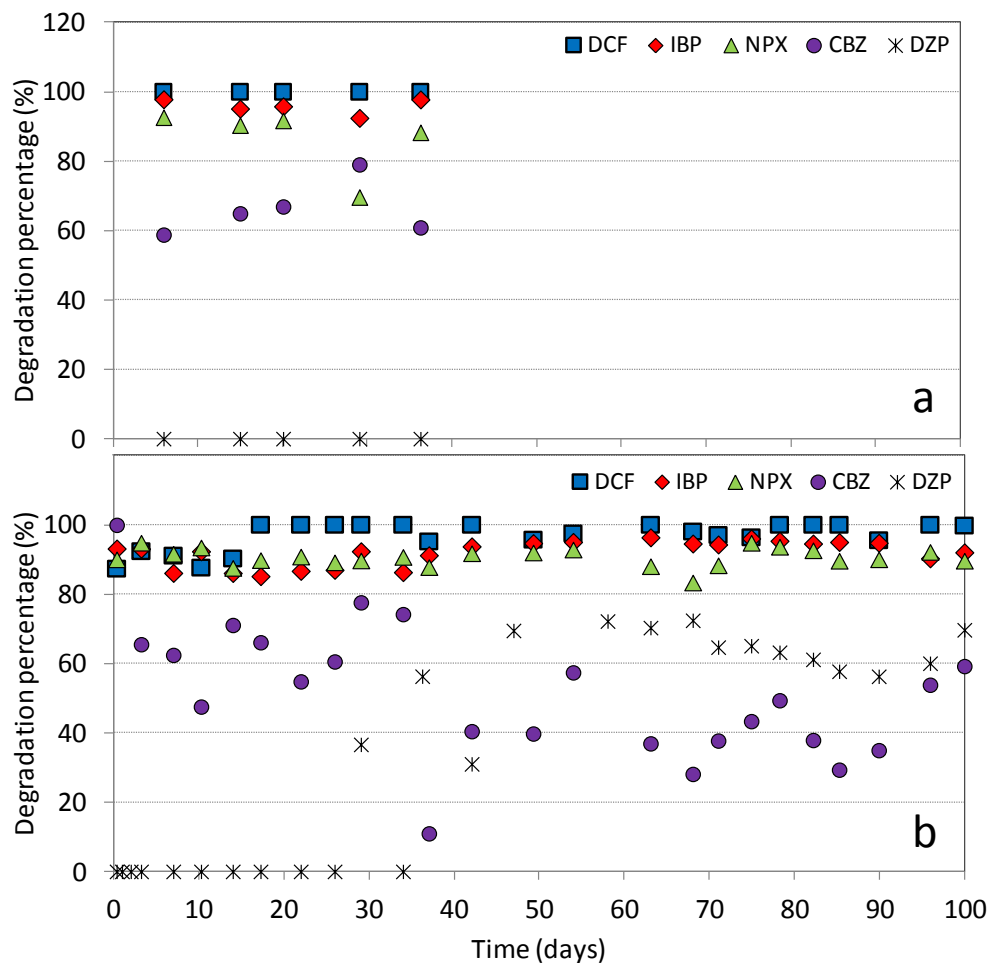 Degradation percentage (%)
120
100
80
60
40
20
0
DCF IBP NPX CBZ DZP
a
Degradation percentage (%)
100
80
60
40
20
0
DCF IBP NPX CBZ DZP
b
0 10 20 30 40 50 60 70 80 90 100
Time (days)